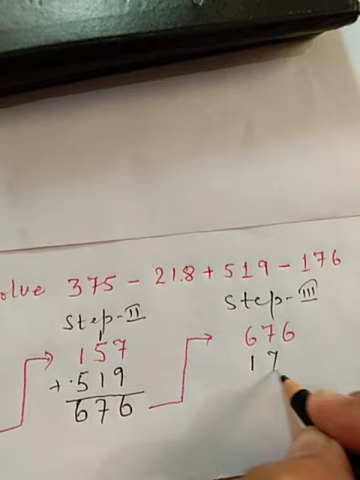 olve 375 - 218 + 519 - 176
Step-II
157
+ 519
676
Step-III
676
17